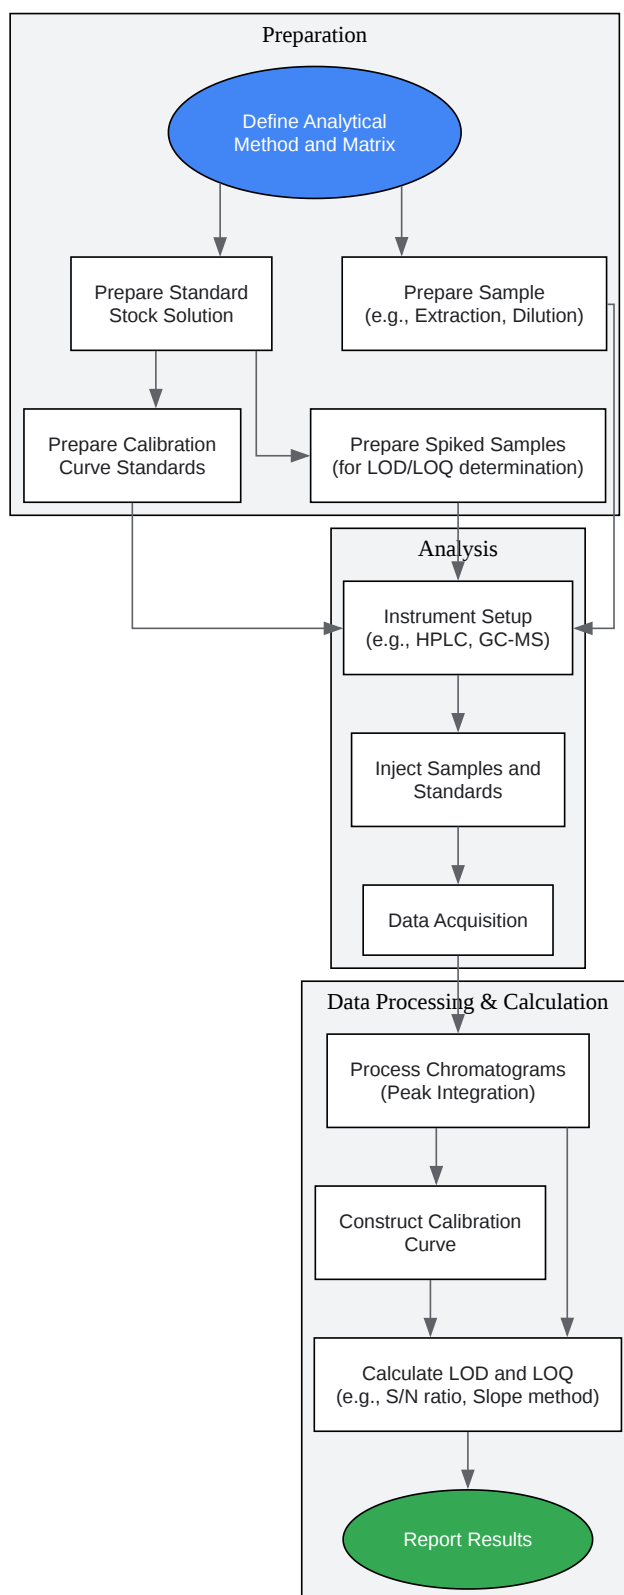 Preparation
Define Analytical
Method and Matrix
Prepare Standard
Stock Solution
Prepare Sample
(e.g., Extraction, Dilution)
Prepare Calibration
Curve Standards
Prepare Spiked Samples
(for LOD/LOQ determination)
Analysis
Instrument Setup
(e.g., HPLC, GC-MS)
Inject Samples and
Standards
Data Acquisition
Data Processing & Calculation
Process Chromatograms
(Peak Integration)
Construct Calibration
Curve
Calculate LOD and LOQ
(e.g., S/N ratio, Slope method)
Report Results